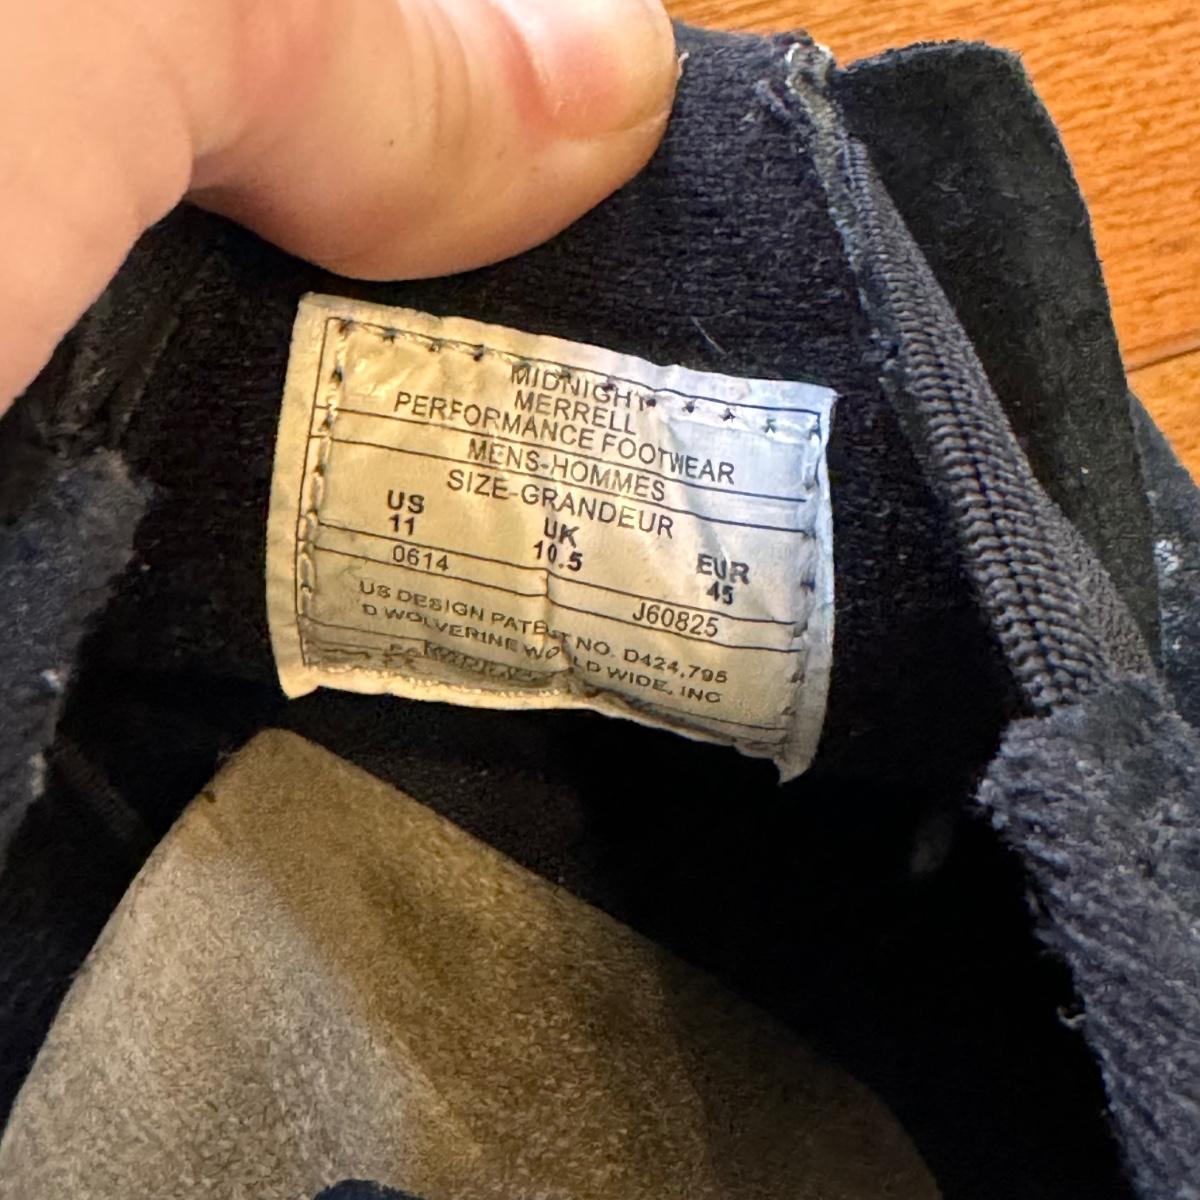 MIDNIGHT
MERRELL
PERFORMANCE FOOTWEAR
MENS-HOMMES
SIZE-GRANDEUR
US UK EUR
11 10.5 45
0614 J60825
US DESIGN PATENT NO. D424,795
D WOLVERINE WORLD WIDE, INC